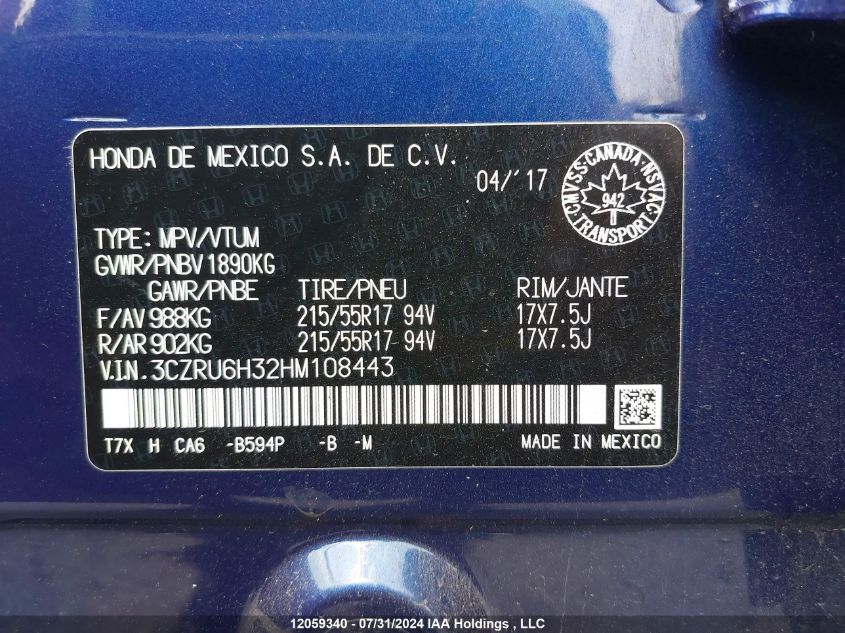 HONDA DE MEXICO S.A. DE C.V.
04/'17
CMVSS·CANADA·NSVAC
942
TRANSPORT
TYPE: MPV/VTUM
GVWR/PNBV 1890KG
GAWR/PNBE TIRE/PNEU RIM/JANTE
F/AV 988KG 215/55R17 94V 17X7.5J
R/AR 902KG 215/55R17 94V 17X7.5J
V.I.N. 3CZRU6H32HM108443
T7X H CA6 -B594P -B -M MADE IN MEXICO
12059340 - 07/31/2024 IAA Holdings , LLC